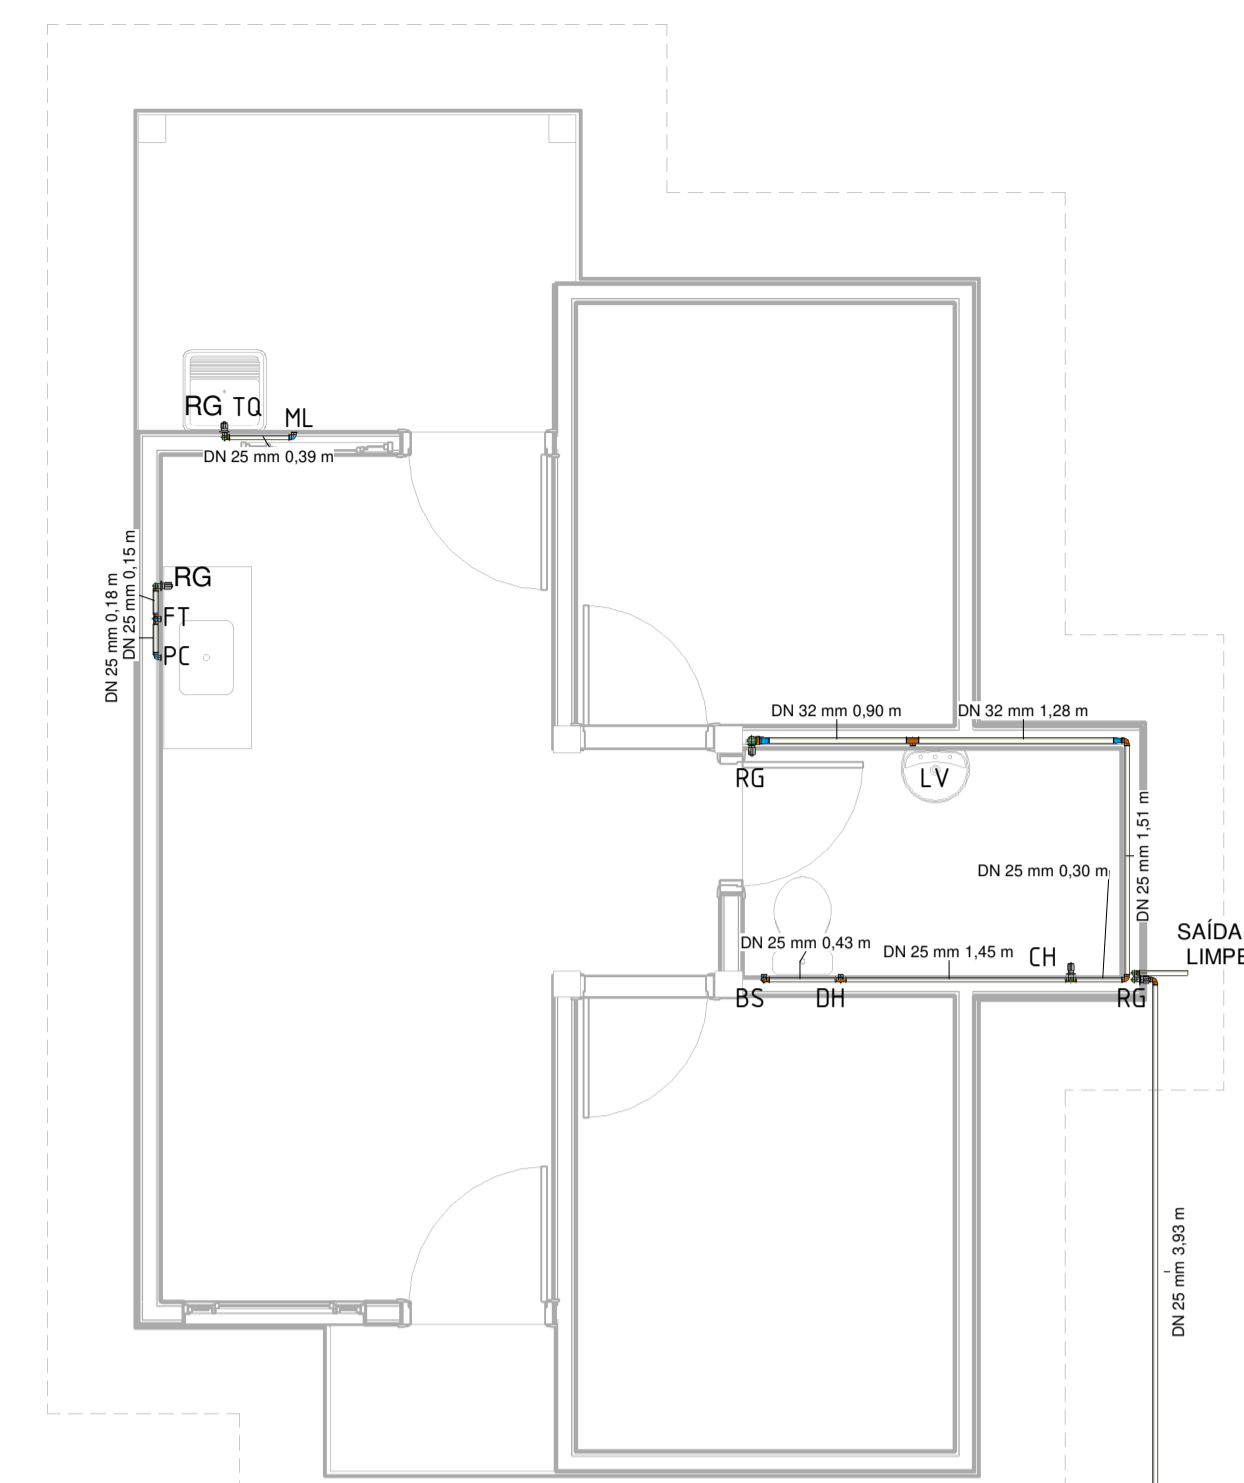 RG TQ
ML
DN 25 mm 0,39 m
DN 25 mm 0,18 m
DN 25 mm 0,15 m
RG
FT
PC
DN 32 mm 0,90 m
DN 32 mm 1,28 m
RG
LV
DN 25 mm 1,51 m
DN 25 mm 0,30 m
DN 25 mm 0,43 m
DN 25 mm 1,45 m
CH
SAÍDA
LIMPE
BS
DH
RG
DN 25 mm 3,93 m